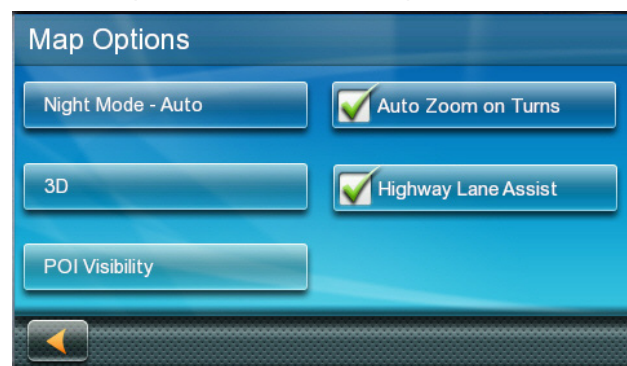 Map Options
Night Mode - Auto
Auto Zoom on Turns
3D
Highway Lane Assist
POI Visibility